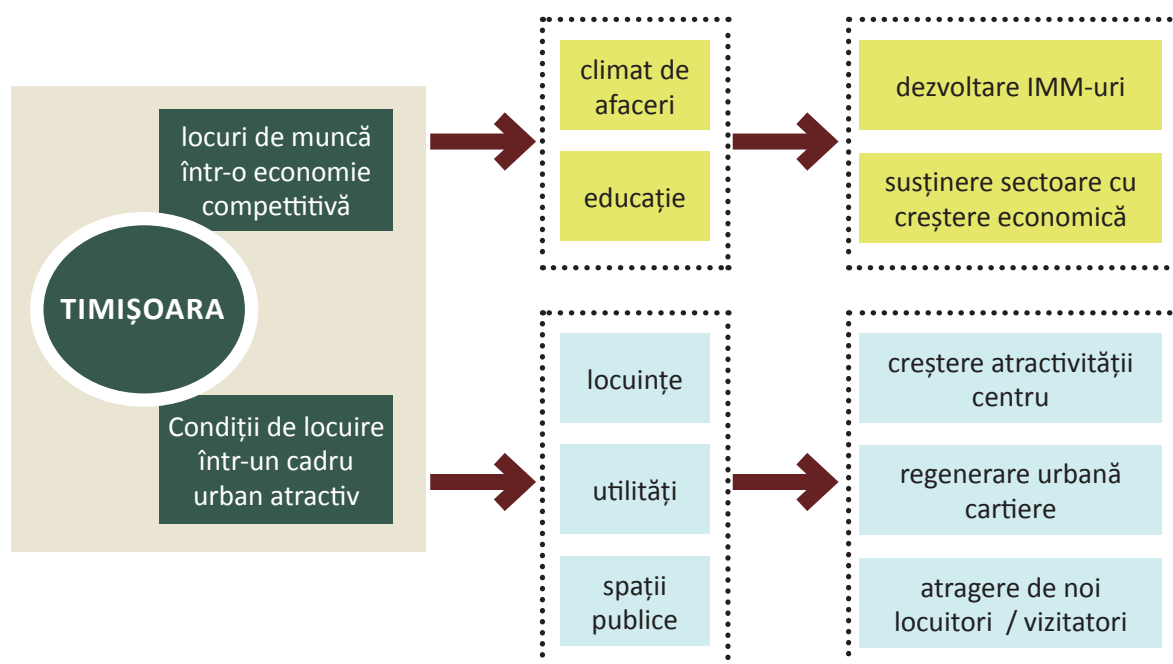 TIMIȘOARA
locuri de muncă
într-o economie
compettitivă
climat de
afaceri
educație
dezvoltare IMM-uri
susținere sectoare cu
creștere economică
Condiții de locuire
într-un cadru
urban atractiv
locuințe
utilități
spații
publice
creștere atractivității
centru
regenerare urbană
cartiere
atragere de noi
locuitori / vizitatori